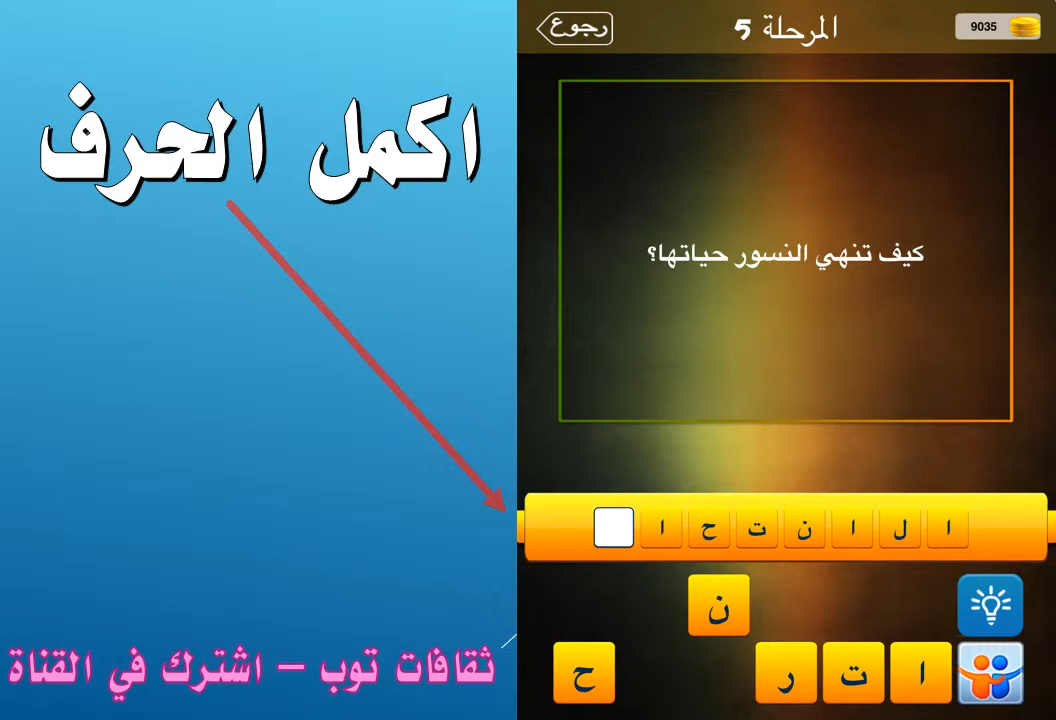 اكمل الحرف
ثقافات توب – اشترك في القناة
رجوع
المرحلة 5
9035
كيف تنهي النسور حياتها؟
ا ل ا ن ت ح ا
ن
ا ت ر ح